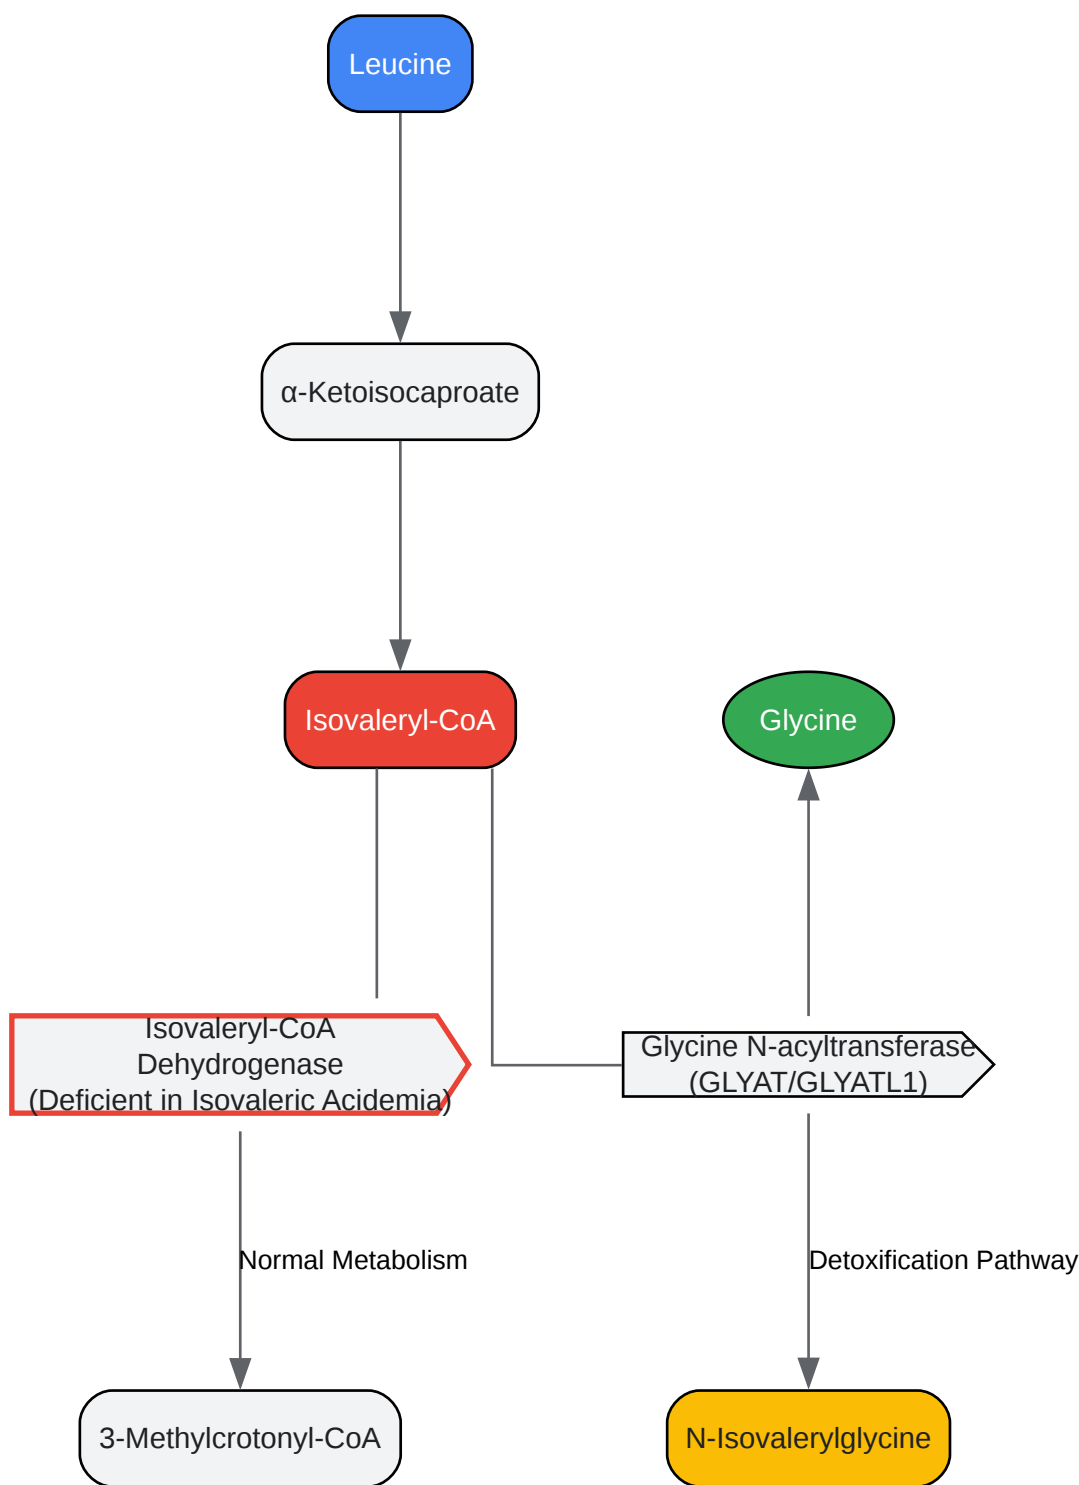 Leucine
α-Ketoisocaproate
Isovaleryl-CoA
Glycine
Isovaleryl-CoA
Dehydrogenase
(Deficient in Isovaleric Acidemia)
Glycine N-acyltransferase
(GLYAT/GLYATL1)
Normal Metabolism
Detoxification Pathway
3-Methylcrotonyl-CoA
N-Isovalerylglycine